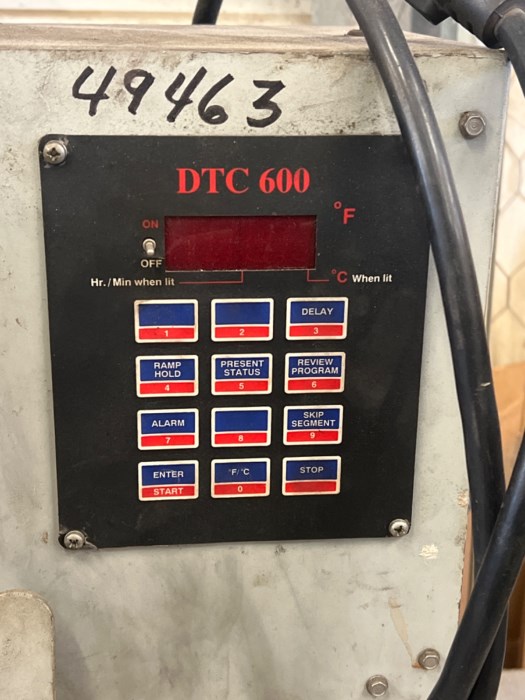 49463
DTC 600
°F
ON
OFF
Hr./Min when lit
°C When lit
1
2
DELAY
3
RAMP
HOLD
4
PRESENT
STATUS
5
REVIEW
PROGRAM
6
ALARM
7
8
SKIP
SEGMENT
9
ENTER
START
°F/°C
0
STOP